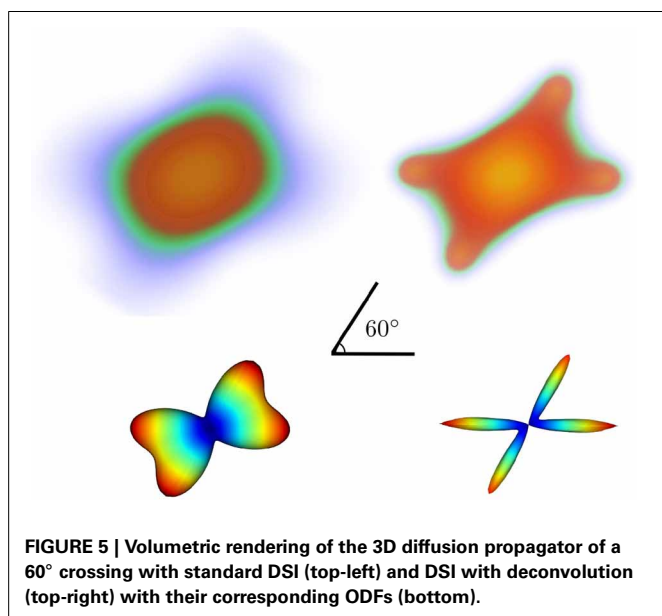 60°
FIGURE 5 | Volumetric rendering of the 3D diffusion propagator of a
60° crossing with standard DSI (top-left) and DSI with deconvolution
(top-right) with their corresponding ODFs (bottom).